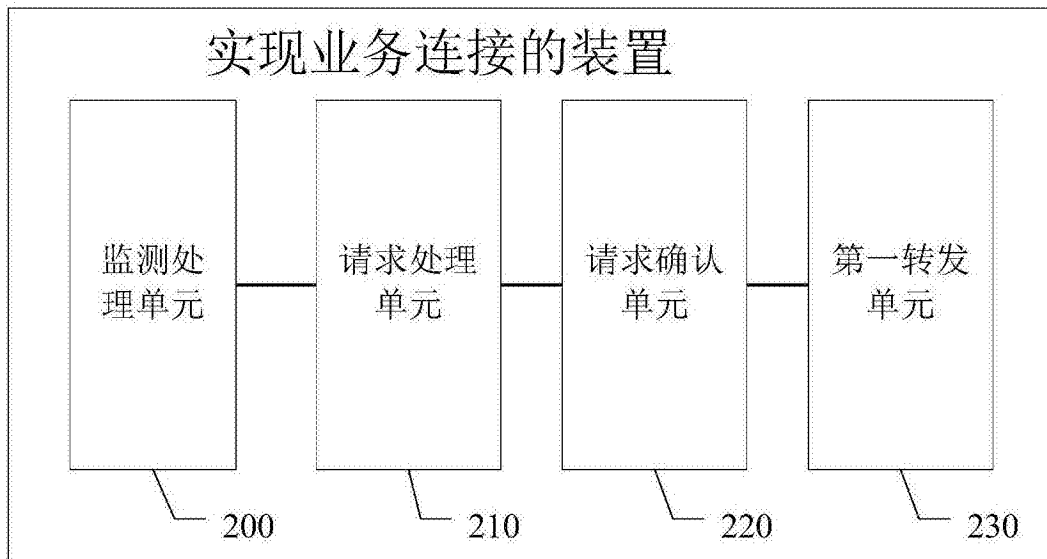 实现业务连接的装置
监测处
理单元
请求处理
单元
请求确认
单元
第一转发
单元
200
210
220
230